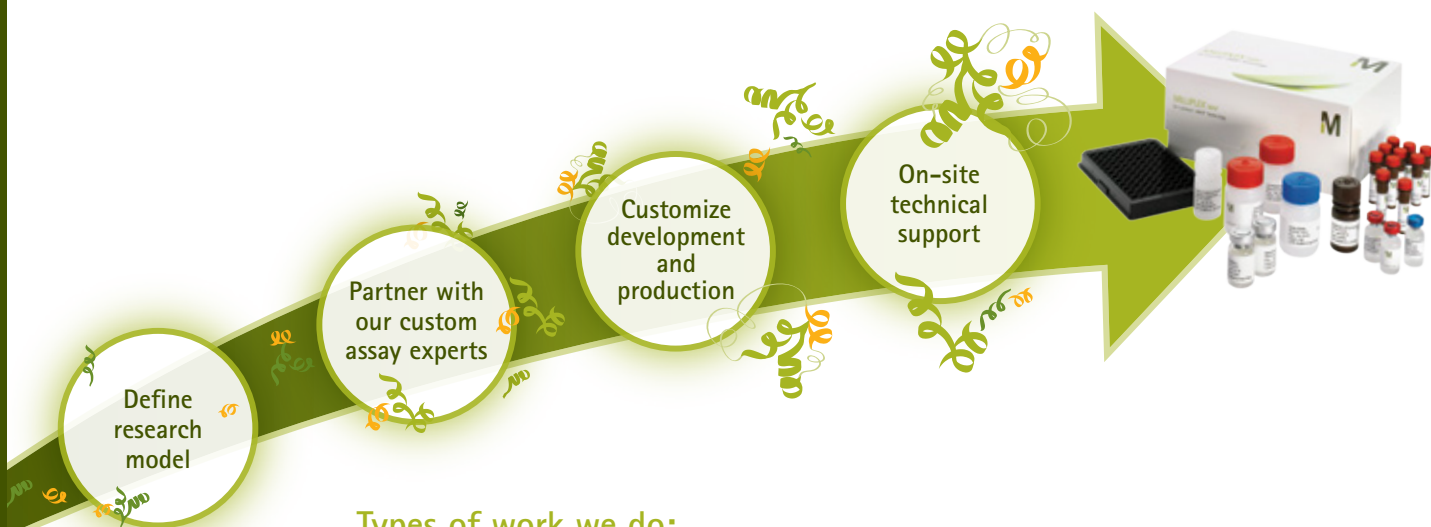 Define
research
model
Partner with
our custom
assay experts
Customize
development
and
production
On-site
technical
support
M
MILLIPLEX
M
Types of work we do: